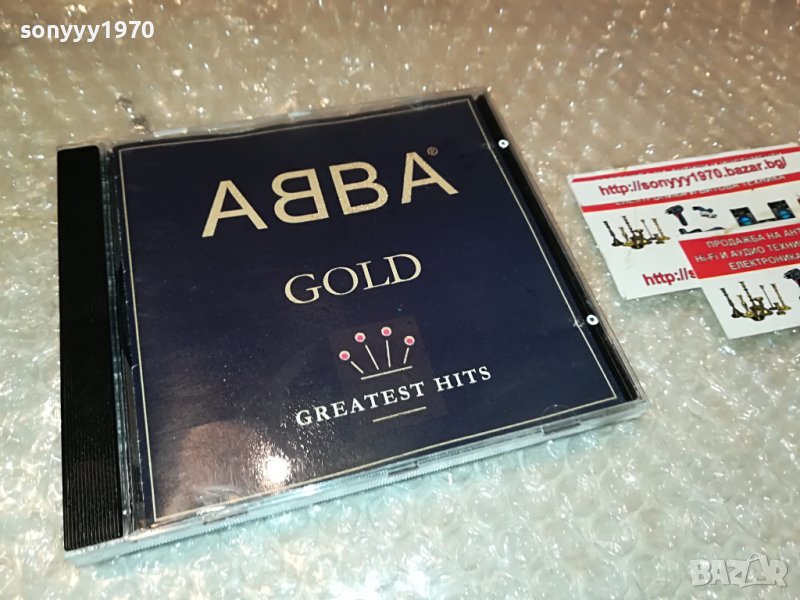 sonyyy1970
ABBA®
GOLD
GREATEST HITS
http://sonyyy1970.bazar.bg/
ПРОДАЖБА НА АНТ
Hi-Fi И АУДИО ТЕХНИ
ЕЛЕКТРОНИКА
http://s
BAZAR